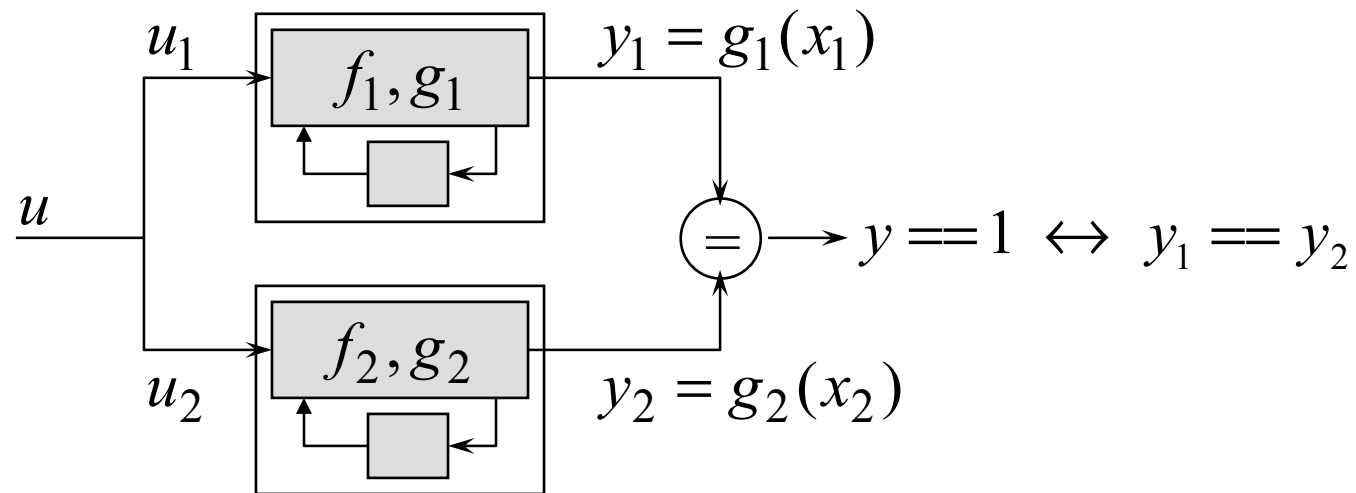 u₁
y₁ = g₁(x₁)
f₁, g₁
u
=
y == 1 ↔ y₁ == y₂
f₂, g₂
u₂
y₂ = g₂(x₂)